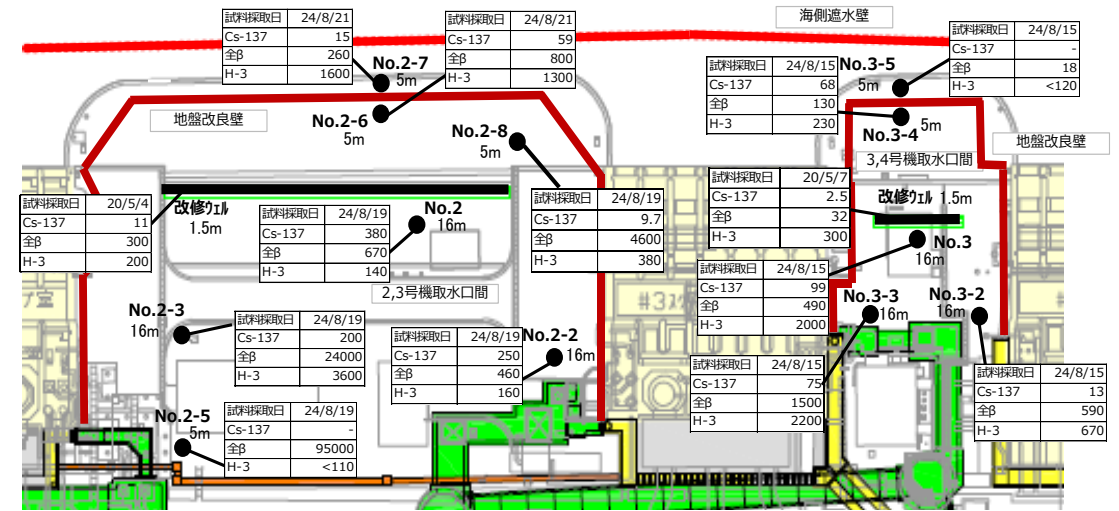 海側遮水壁
試料採取日 24/8/21
Cs-137 15
全β 260
H-3 1600
No.2-7
5m
試料採取日 24/8/21
Cs-137 59
全β 800
H-3 1300
No.2-6
5m
地盤改良壁
No.2-8
5m
試料採取日 24/8/15
Cs-137 68
全β 130
H-3 230
No.3-5
5m
試料採取日 24/8/15
Cs-137 -
全β 18
H-3 <120
No.3-4
5m
地盤改良壁
3,4号機取水口間
試料採取日 20/5/4
Cs-137 11
全β 300
H-3 200
改修ウェル
1.5m
試料採取日 24/8/19
Cs-137 380
全β 670
H-3 140
No.2
16m
試料採取日 24/8/19
Cs-137 9.7
全β 4600
H-3 380
試料採取日 20/5/7
Cs-137 2.5
全β 32
H-3 300
改修ウェル 1.5m
No.3
16m
2,3号機取水口間
試料採取日 24/8/15
Cs-137 99
全β 490
H-3 2000
No.2-3
16m
試料採取日 24/8/19
Cs-137 200
全β 24000
H-3 3600
試料採取日 24/8/19
Cs-137 250
全β 460
H-3 160
No.2-2
16m
No.3-3
16m
No.3-2
16m
試料採取日 24/8/15
Cs-137 75
全β 1500
H-3 2200
試料採取日 24/8/15
Cs-137 13
全β 590
H-3 670
No.2-5
5m
試料採取日 24/8/19
Cs-137 -
全β 95000
H-3 <110